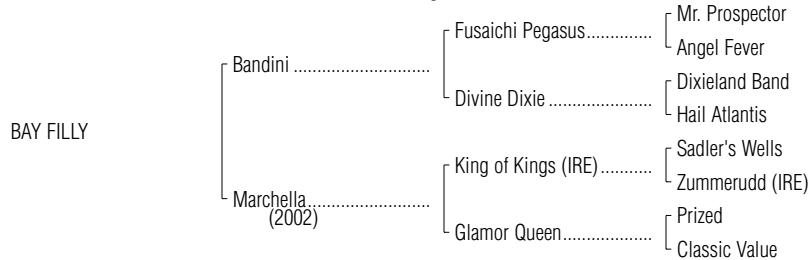 Mr. Prospector
Fusaichi Pegasus..............
Angel Fever
Bandini .............................
Dixieland Band
Divine Dixie ......................
Hail Atlantis
BAY FILLY
Sadler's Wells
King of Kings (IRE)...........
Zummerudd (IRE)
Marchella..........................
(2002)
Prized
Glamor Queen...................
Classic Value